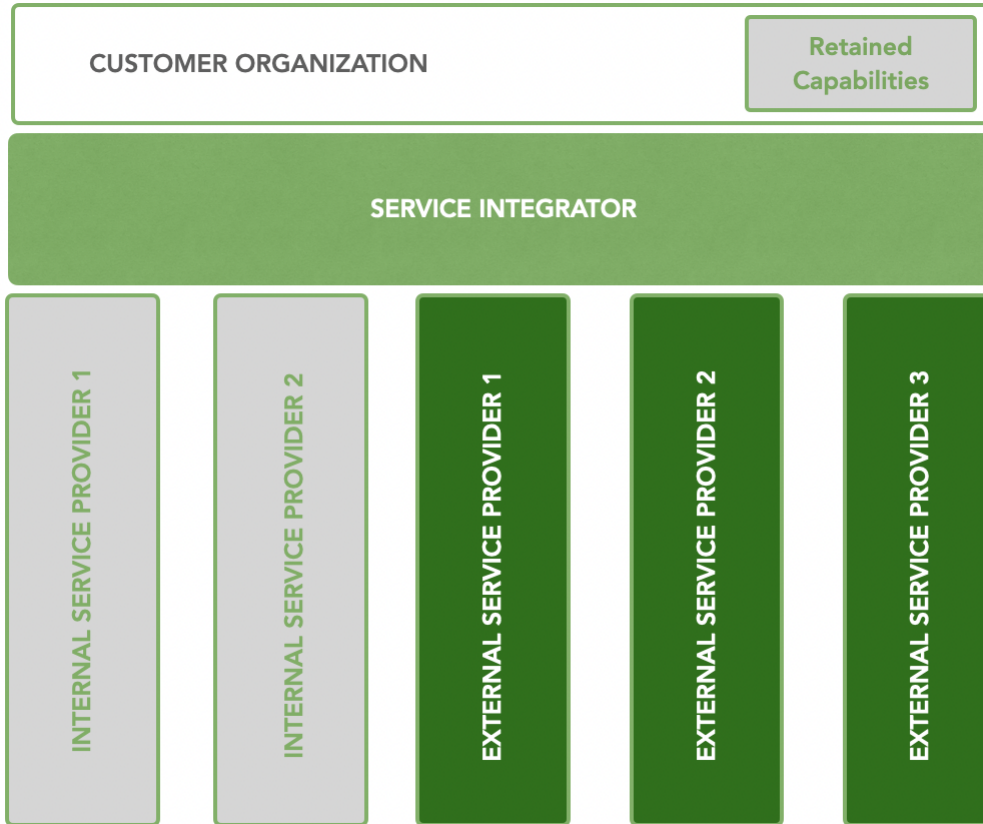 CUSTOMER ORGANIZATION
Retained
Capabilities
SERVICE INTEGRATOR
INTERNAL SERVICE PROVIDER 1
INTERNAL SERVICE PROVIDER 2
EXTERNAL SERVICE PROVIDER 1
EXTERNAL SERVICE PROVIDER 2
EXTERNAL SERVICE PROVIDER 3